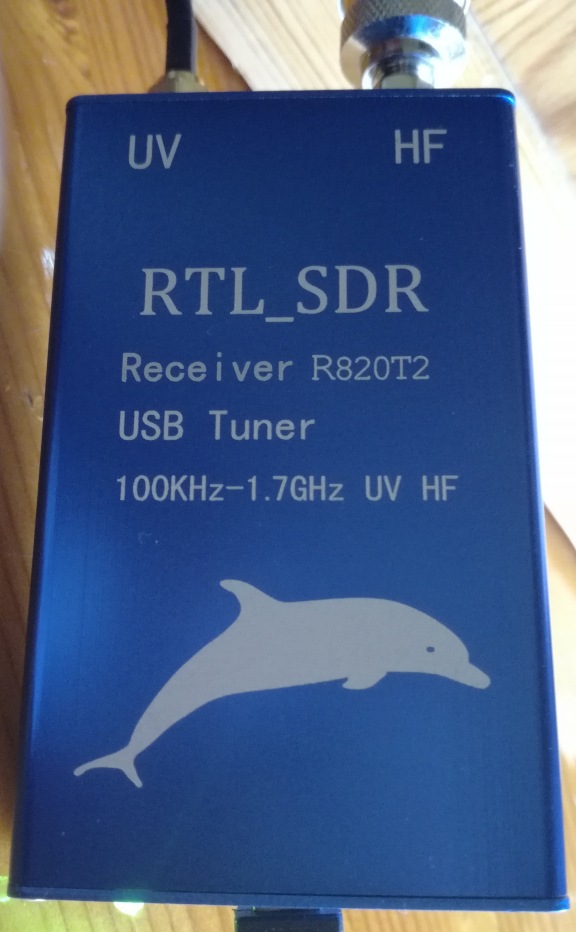 UV HF
RTL_SDR
Receiver R820T2
USB Tuner
100KHz-1.7GHz UV HF